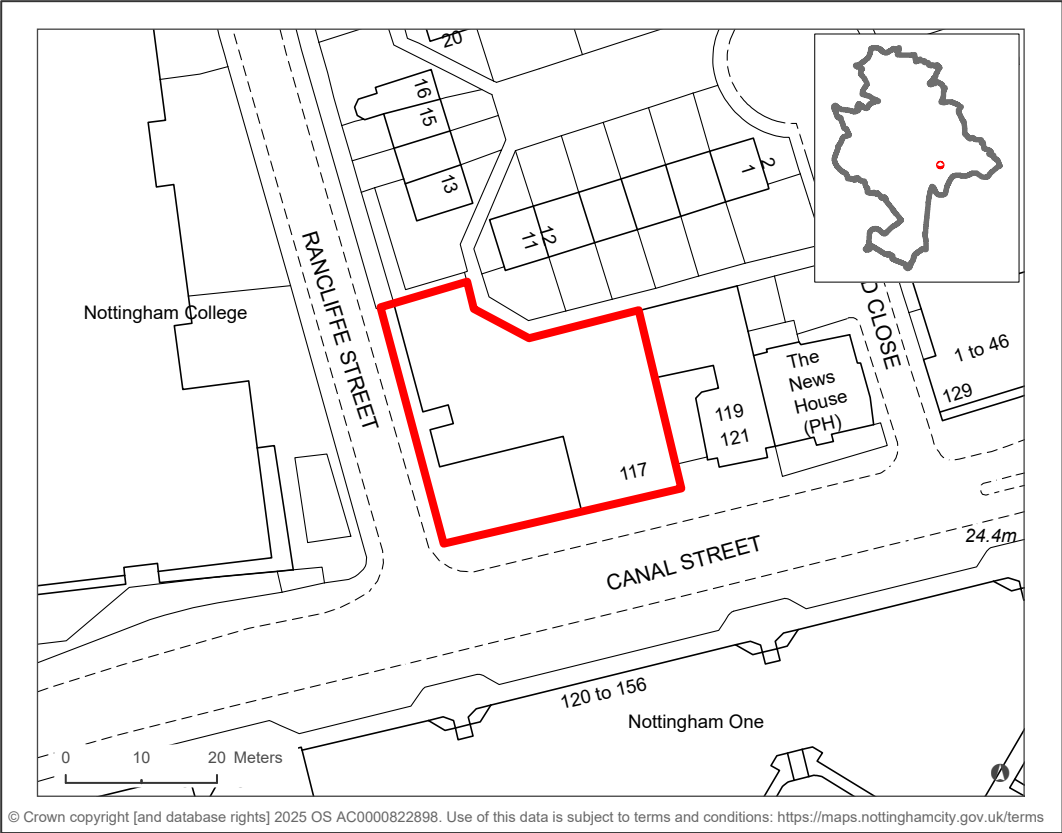 20
16
15
13
2
1
12
11
RANCLIFFE STREET
Nottingham College
D CLOSE
1 to 46
129
The
News
House
(PH)
119
121
117
24.4m
CANAL STREET
120 to 156
Nottingham One
0 10 20 Meters
© Crown copyright [and database rights] 2025 OS AC0000822898. Use of this data is subject to terms and conditions: https://maps.nottinghamcity.gov.uk/terms